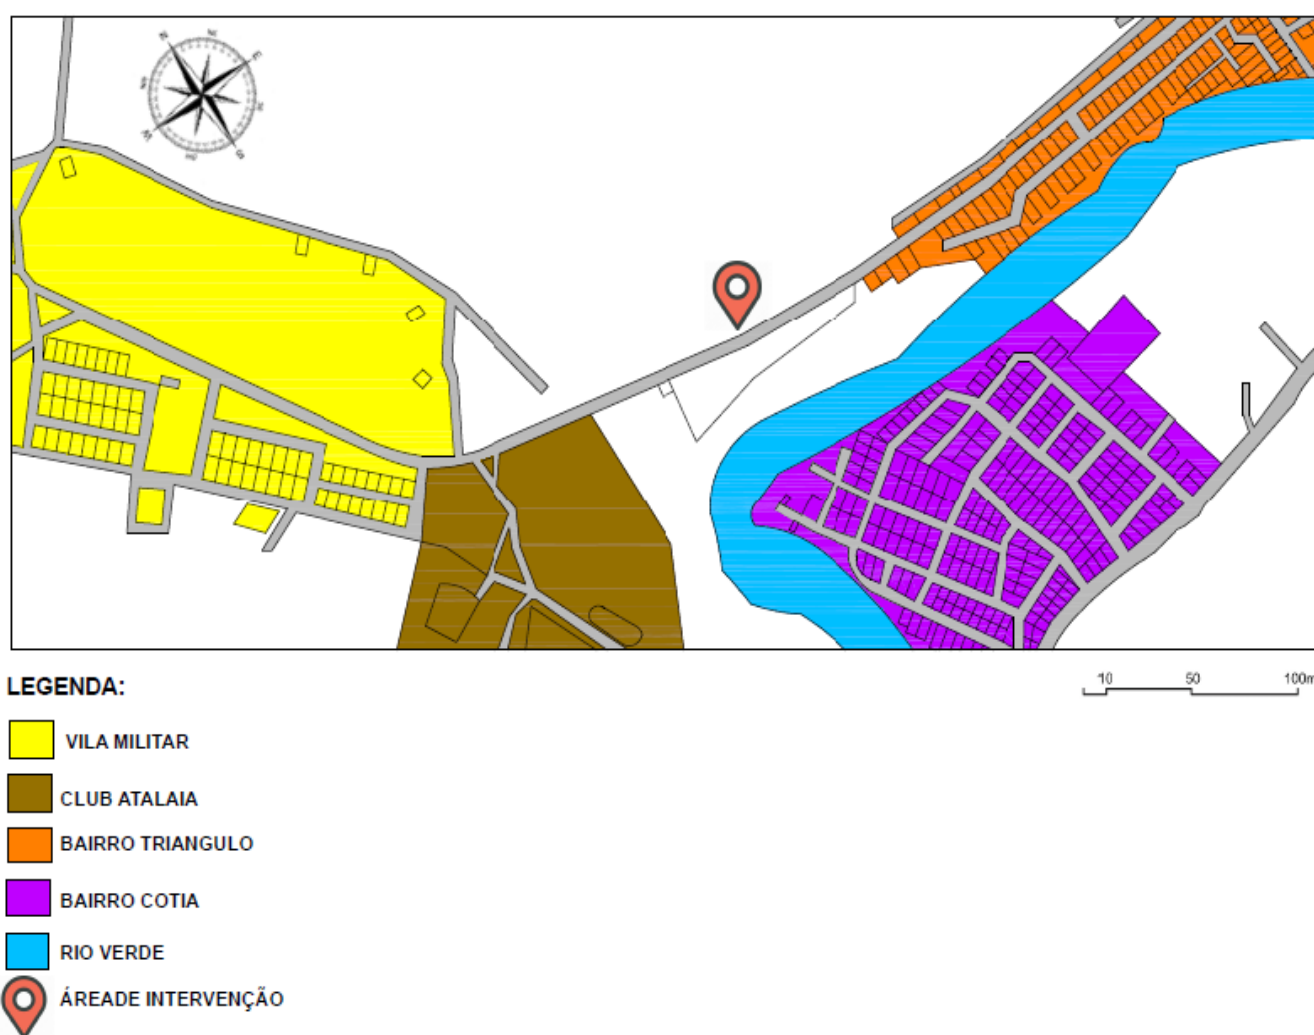 N
E
W
10 50 100m
LEGENDA:
VILA MILITAR
CLUB ATALAIA
BAIRRO TRIANGULO
BAIRRO COTIA
RIO VERDE
ÁREADE INTERVENÇÃO